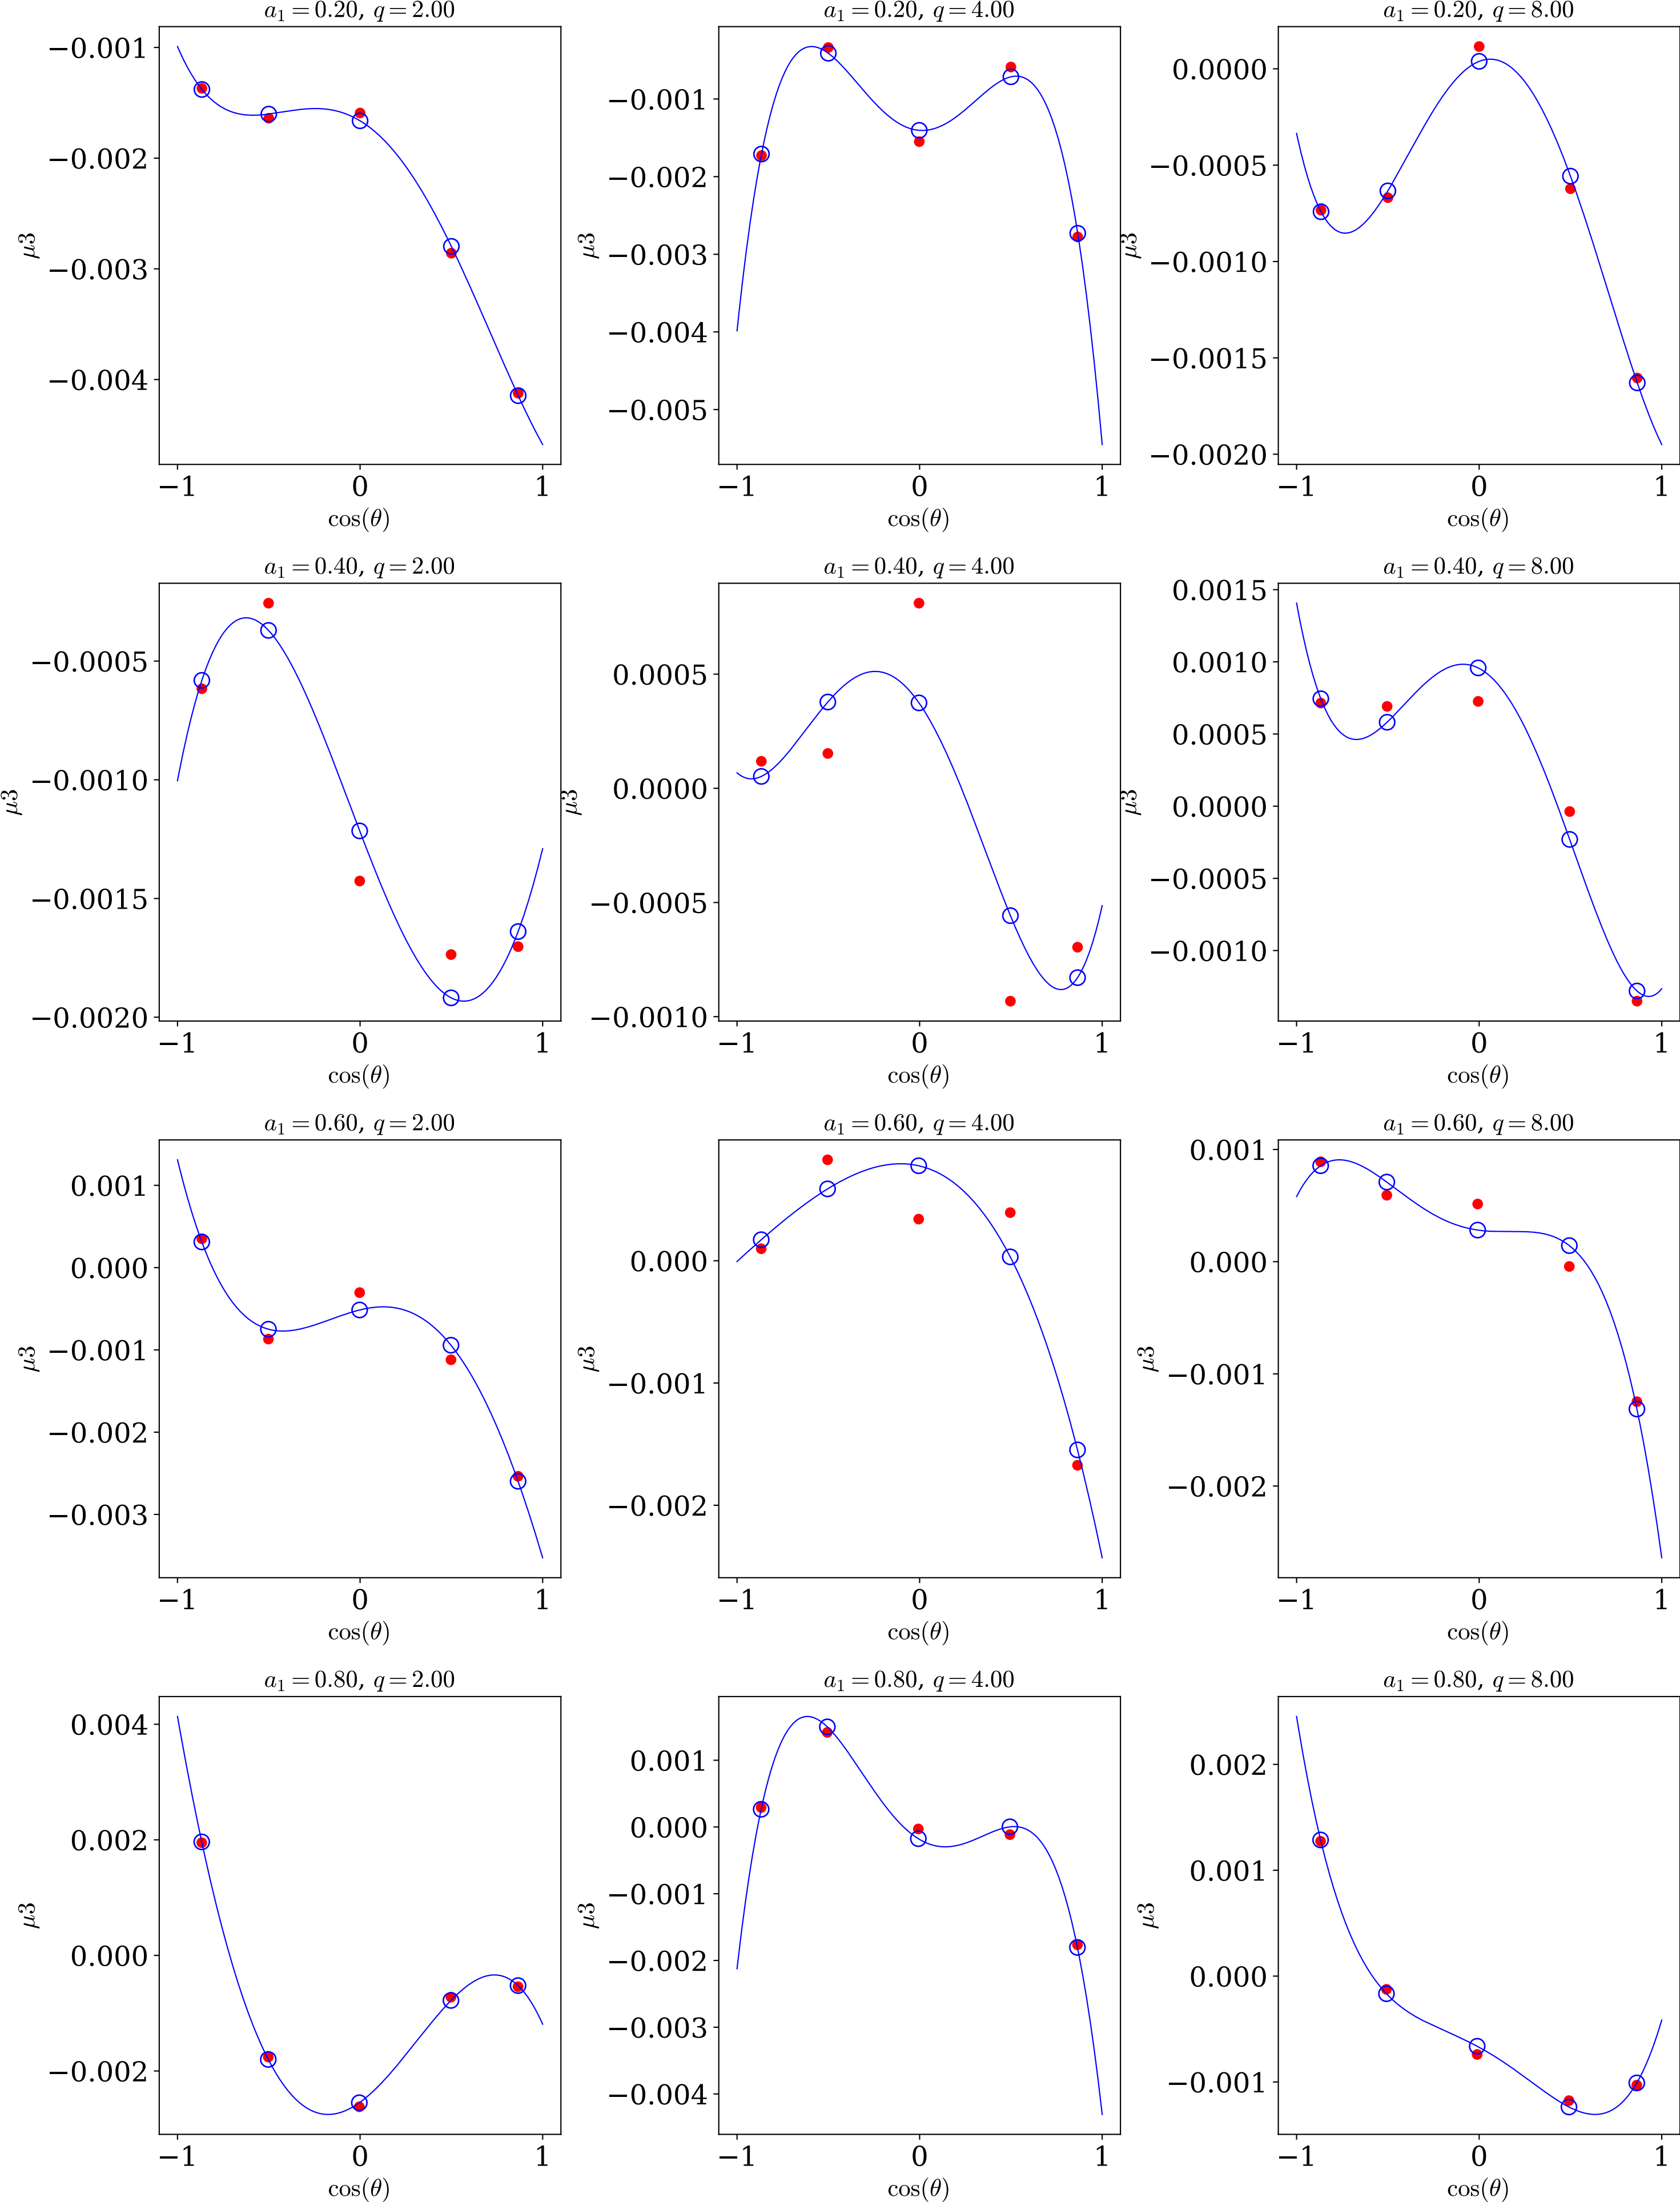 a₁ = 0.20, q = 2.00
a₁ = 0.20, q = 4.00
a₁ = 0.20, q = 8.00
−0.001
−0.002
−0.003
−0.004
μ3
−1 0 1
cos(θ)
−0.001
−0.002
−0.003
−0.004
−0.005
μ3
−1 0 1
cos(θ)
0.0000
−0.0005
−0.0010
−0.0015
−0.0020
μ3
−1 0 1
cos(θ)
a₁ = 0.40, q = 2.00
a₁ = 0.40, q = 4.00
a₁ = 0.40, q = 8.00
−0.0005
−0.0010
−0.0015
−0.0020
μ3
−1 0 1
cos(θ)
0.0005
0.0000
−0.0005
−0.0010
μ3
−1 0 1
cos(θ)
0.0015
0.0010
0.0005
0.0000
−0.0005
−0.0010
μ3
−1 0 1
cos(θ)
a₁ = 0.60, q = 2.00
a₁ = 0.60, q = 4.00
a₁ = 0.60, q = 8.00
0.001
0.000
−0.001
−0.002
−0.003
μ3
−1 0 1
cos(θ)
0.000
−0.001
−0.002
μ3
−1 0 1
cos(θ)
0.001
0.000
−0.001
−0.002
μ3
−1 0 1
cos(θ)
a₁ = 0.80, q = 2.00
a₁ = 0.80, q = 4.00
a₁ = 0.80, q = 8.00
0.004
0.002
0.000
−0.002
μ3
−1 0 1
cos(θ)
0.001
0.000
−0.001
−0.002
−0.003
−0.004
μ3
−1 0 1
cos(θ)
0.002
0.001
0.000
−0.001
μ3
−1 0 1
cos(θ)